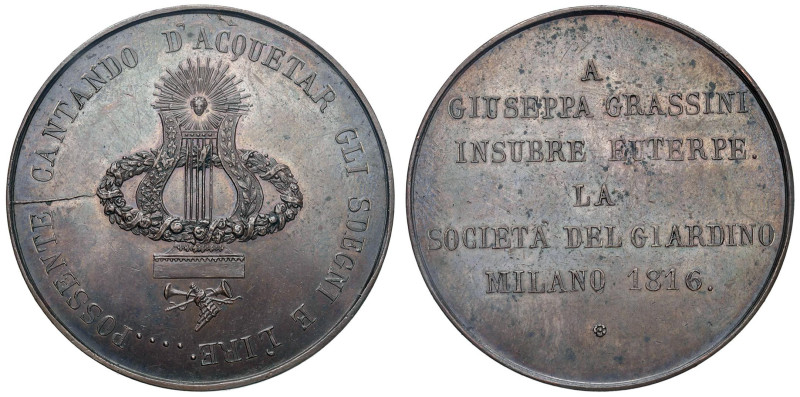 .....POSSENTE CANTANDO D'ACQUETAR GLI SDEGNI E L'IRE
A
GIUSEPPA GRASSINI
INSUBRE EUTERPE.
LA
SOCIETÀ DEL GIARDINO
MILANO 1816.